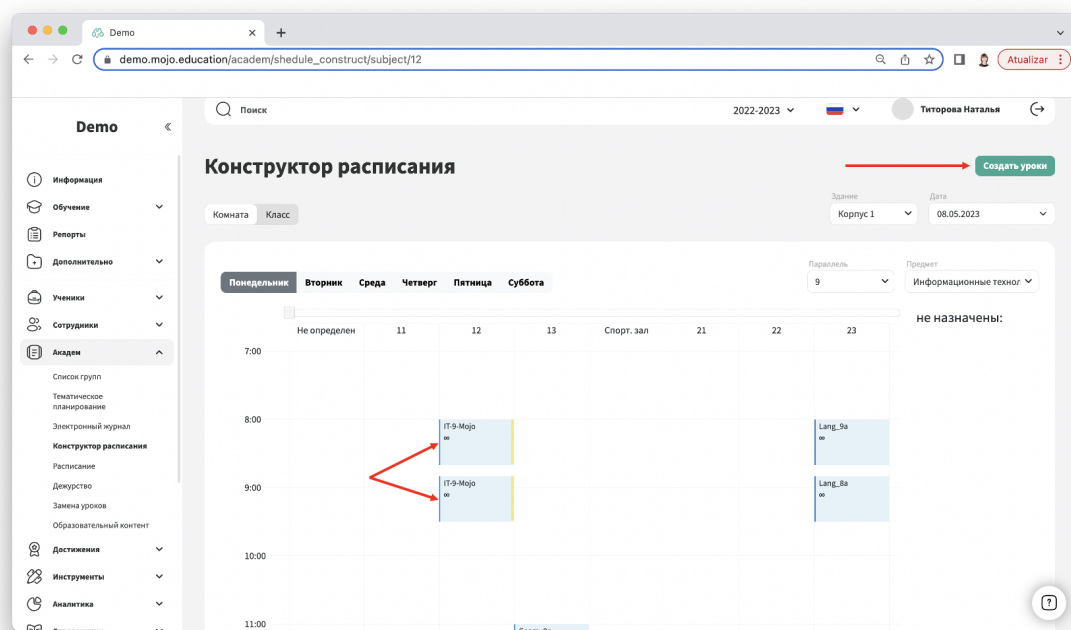 Demo
demo.mojo.education/academ/shedule_construct/subject/12
Atualizar
Demo
Поиск
2022-2023
Титорова Наталья
Информация
Обучение
Репорты
Дополнительно
Ученики
Сотрудники
Академ
Список групп
Тематическое
планирование
Электронный журнал
Конструктор расписания
Расписание
Дежурство
Замена уроков
Образовательный контент
Достижения
Инструменты
Аналитика
Конструктор расписания
Создать уроки
Комната Класс
Здание
Корпус 1
Дата
08.05.2023
Понедельник Вторник Среда Четверг Пятница Суббота
Параллель
9
Предмет
Информационные технол
не назначены:
Не определен 11 12 13 Спорт. зал 21 22 23
7:00
8:00
IT-9-Mojo
∞
Lang_9a
∞
9:00
IT-9-Mojo
∞
Lang_8a
∞
10:00
11:00